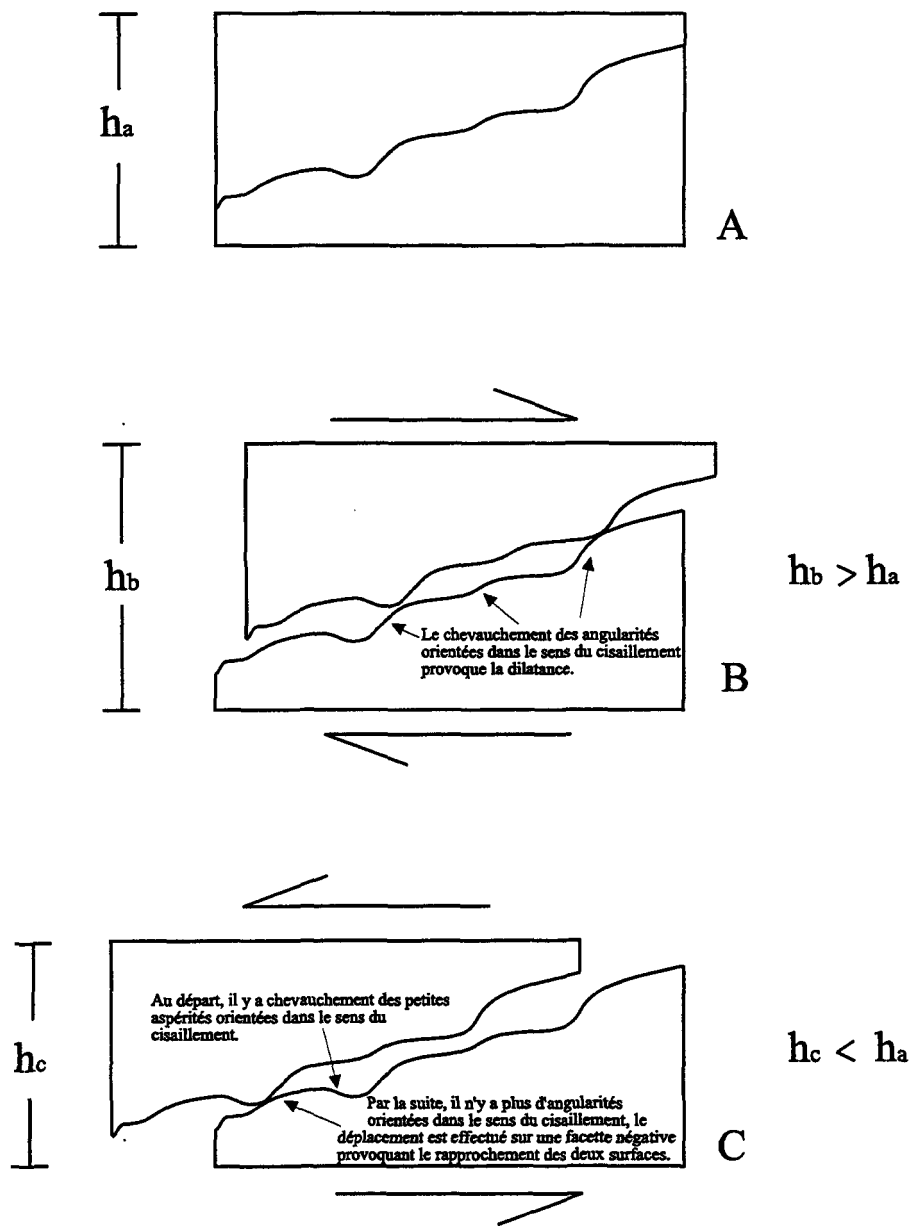 ha
A
hb
hb > ha
Le chevauchement des angularités
orientées dans le sens du cisaillement
provoque la dilatance.
B
hc
Au départ, il y a chevauchement des petites
aspérités orientées dans le sens du
cisaillement.
hc < ha
Par la suite, il n'y a plus d'angularités
orientées dans le sens du cisaillement, le
déplacement est effectué sur une facette négative
provoquant le rapprochement des deux surfaces.
C